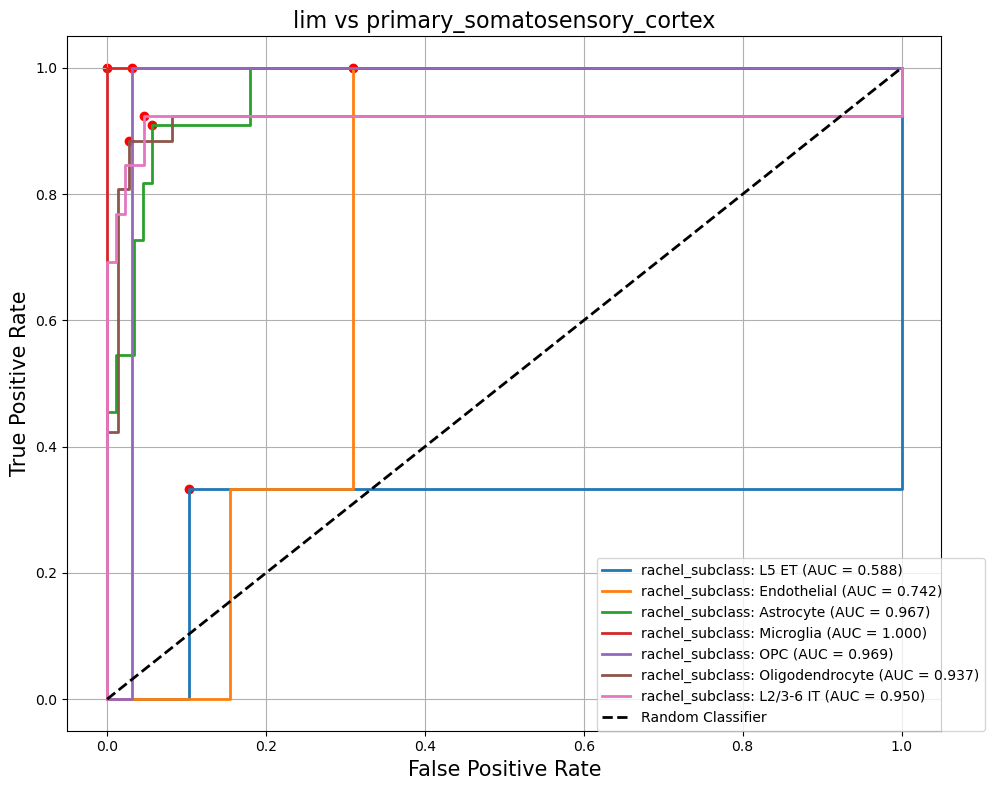 lim vs primary_somatosensory_cortex
True Positive Rate
1.0
0.8
0.6
0.4
0.2
0.0
rachel_subclass: L5 ET (AUC = 0.588)
rachel_subclass: Endothelial (AUC = 0.742)
rachel_subclass: Astrocyte (AUC = 0.967)
rachel_subclass: Microglia (AUC = 1.000)
rachel_subclass: OPC (AUC = 0.969)
rachel_subclass: Oligodendrocyte (AUC = 0.937)
rachel_subclass: L2/3-6 IT (AUC = 0.950)
Random Classifier
0.0 0.2 0.4 0.6 0.8 1.0
False Positive Rate